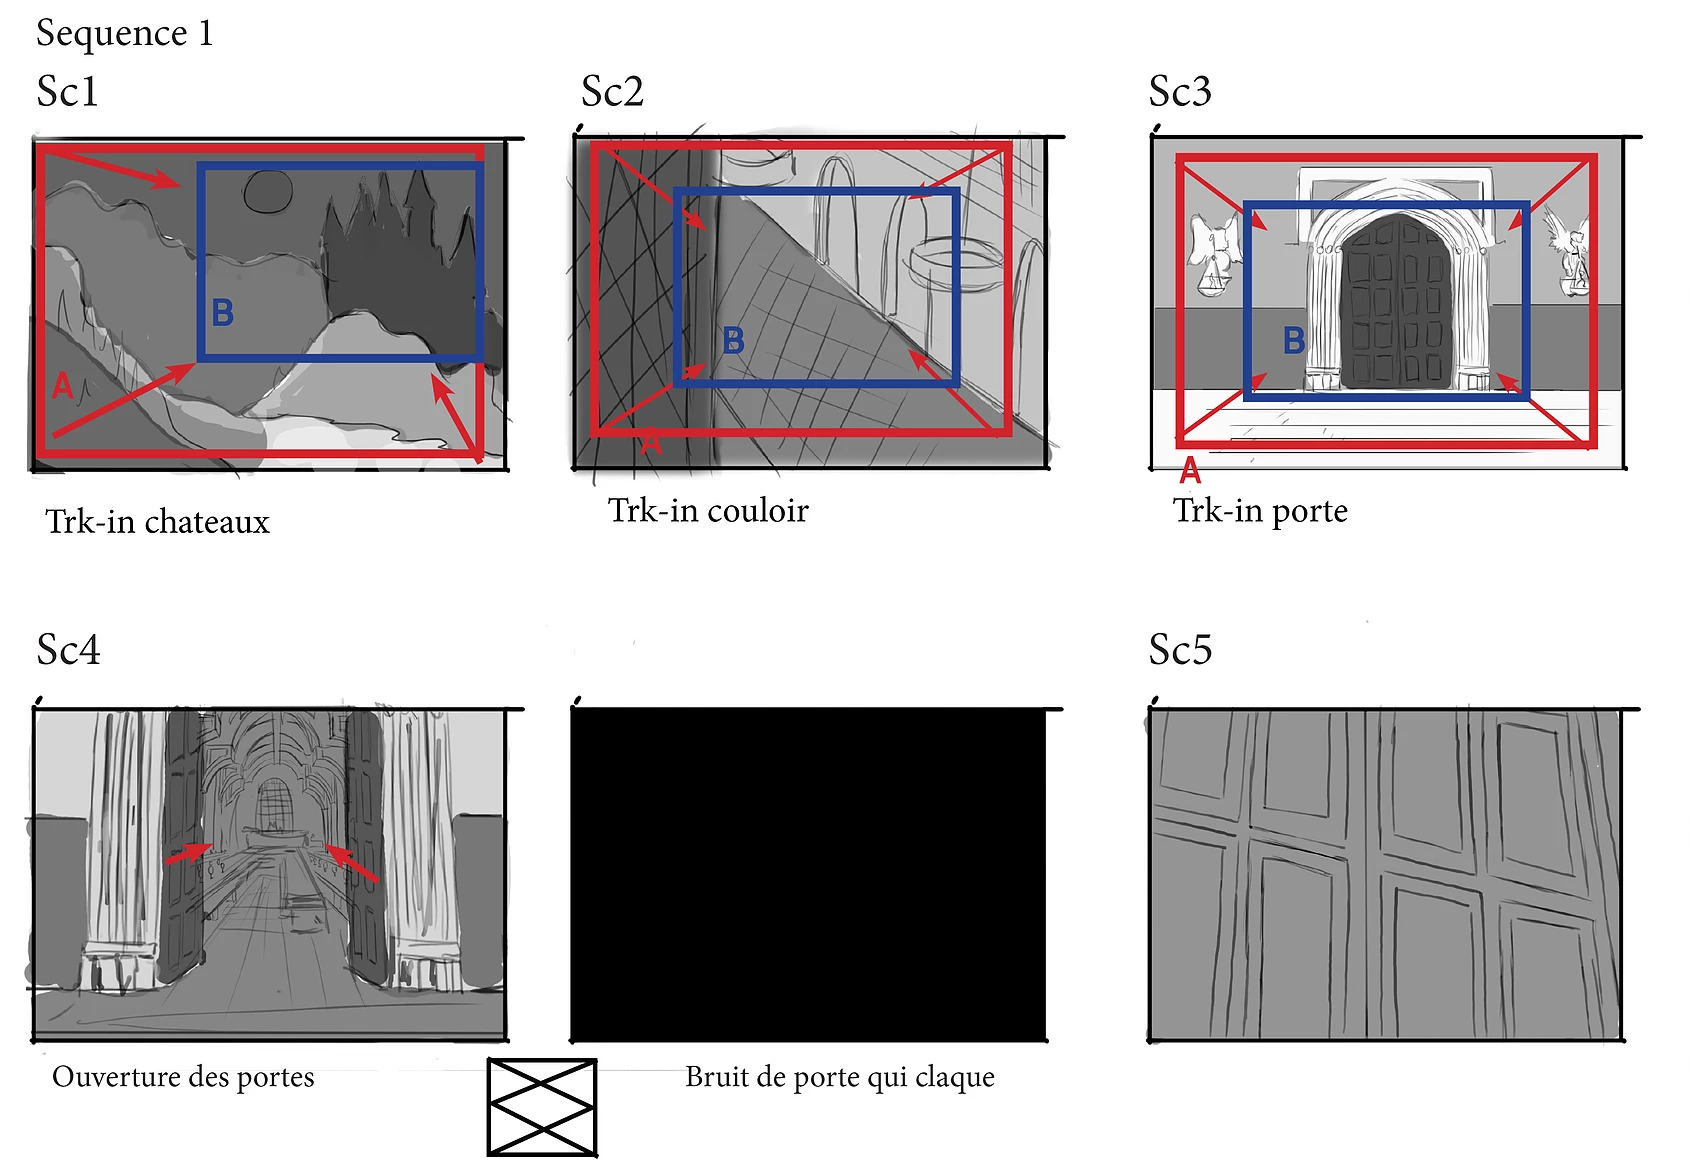 Sequence 1
Sc1
Sc2
Sc3
A
B
A
B
A
B
Trk-in chateaux
Trk-in couloir
Trk-in porte
Sc4
Sc5
Ouverture des portes
Bruit de porte qui claque